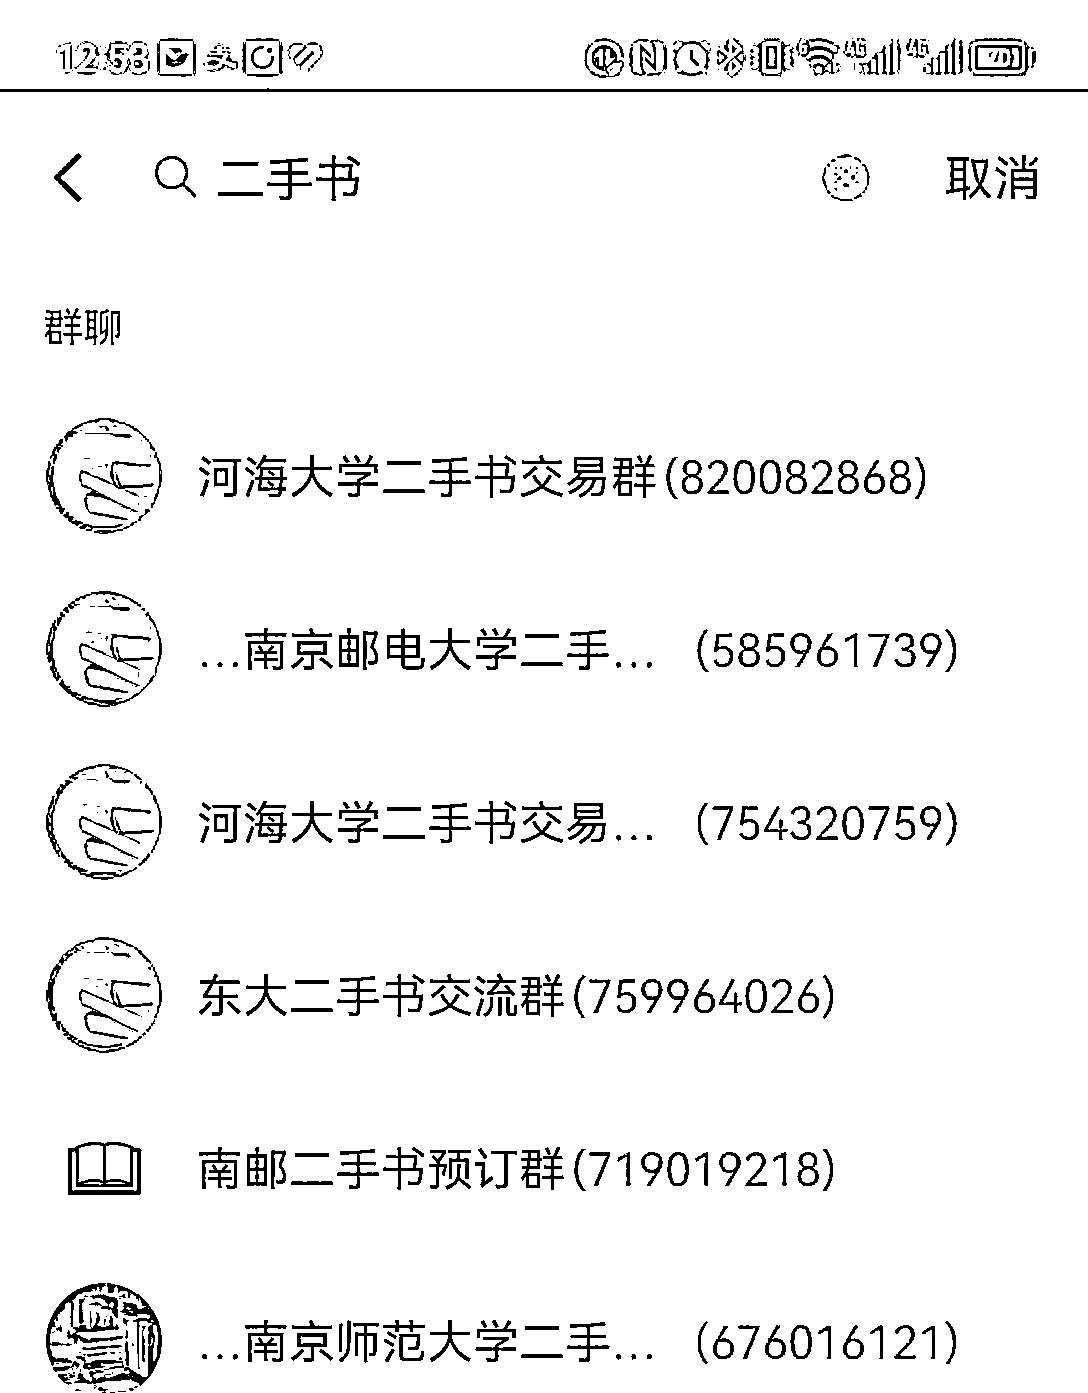 12:53
二手书
取消
群聊
河海大学二手书交易群(820082868)
...南京邮电大学二手... (585961739)
河海大学二手书交易... (754320759)
东大二手书交流群(759964026)
南邮二手书预订群(719019218)
...南京师范大学二手... (676016121)